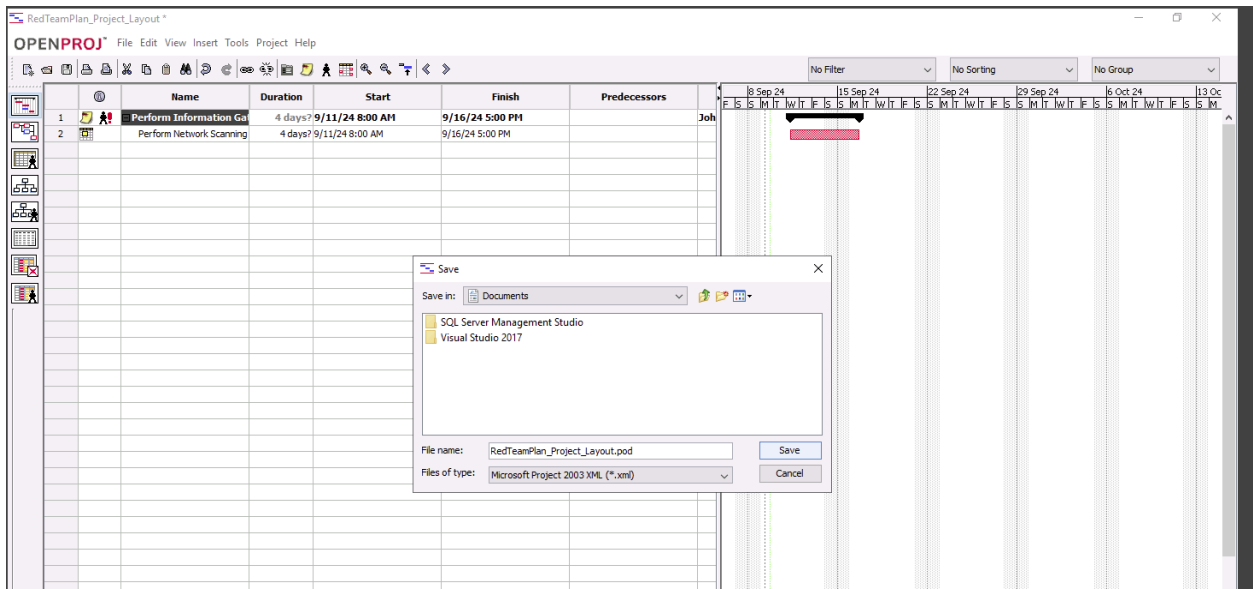 RedTeamPlan_Project_Layout *
OPENPROJ File Edit View Insert Tools Project Help
No Filter No Sorting No Group
Name Duration Start Finish Predecessors
8 Sep 24 15 Sep 24 22 Sep 24 29 Sep 24 6 Oct 24 13 Oc
F S S M T W T F S S M T W T F S S M T W T F S S M T W T F S S M T W T F S S M
1 Perform Information Gat 4 days? 9/11/24 8:00 AM 9/16/24 5:00 PM Joh
2 Perform Network Scanning 4 days? 9/11/24 8:00 AM 9/16/24 5:00 PM
Save
Save in: Documents
SQL Server Management Studio
Visual Studio 2017
File name: RedTeamPlan_Project_Layout.pod Save
Files of type: Microsoft Project 2003 XML (*.xml) Cancel